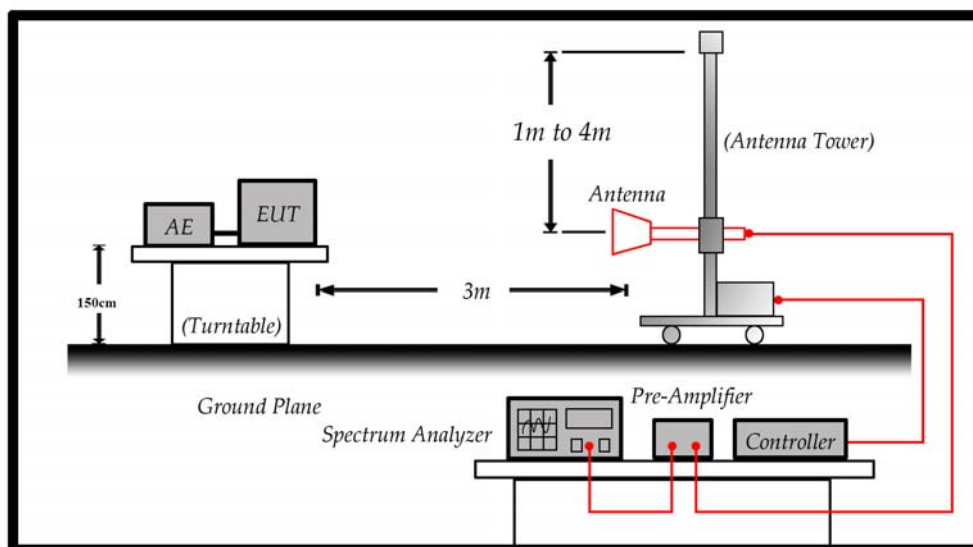 1m to 4m
(Antenna Tower)
Antenna
AE
EUT
150cm
3m
(Turntable)
Ground Plane
Pre-Amplifier
Spectrum Analyzer
Controller